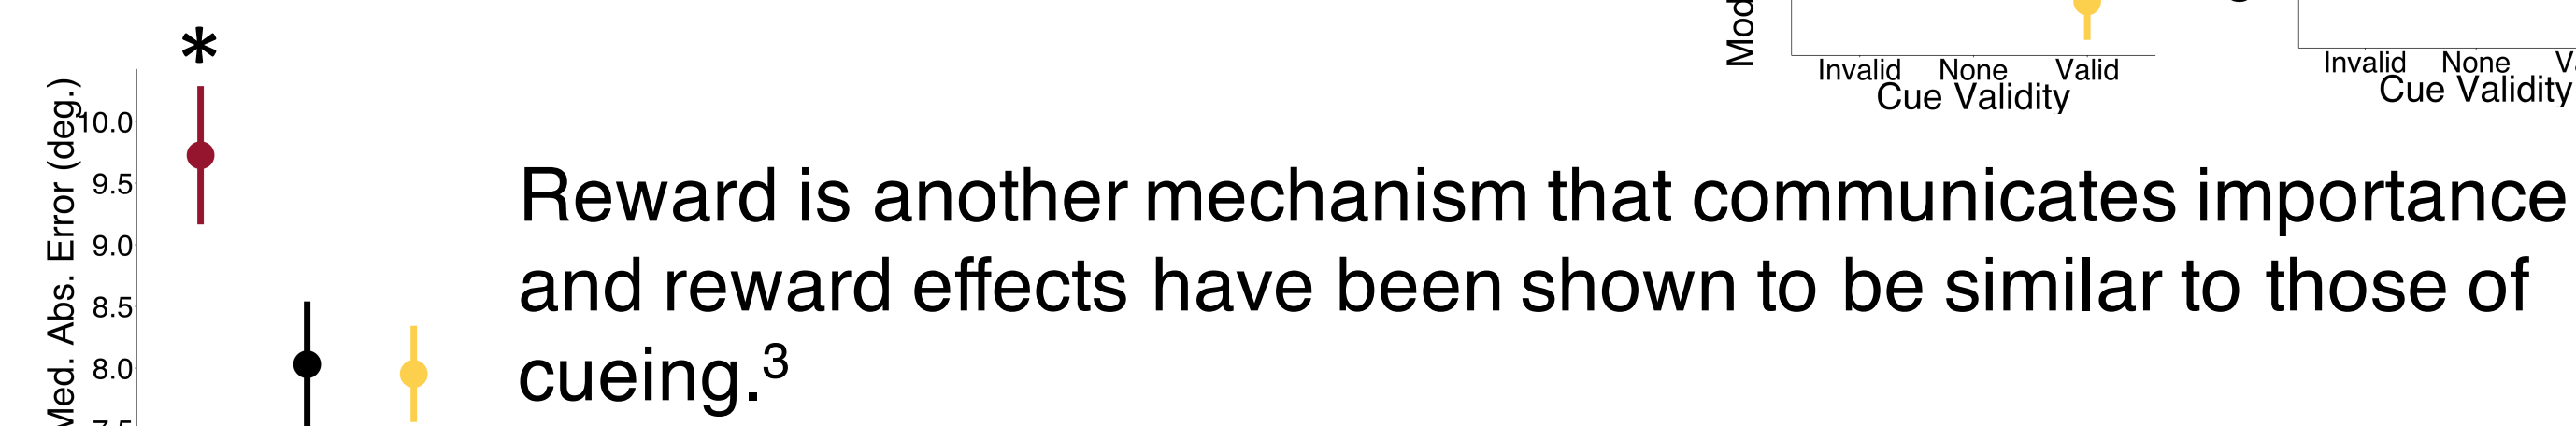 *
Med. Abs. Error (deg.)
10.0
9.5
9.0
8.5
8.0
Invalid None Valid
Cue Validity
Invalid None
Cue Validity
Reward is another mechanism that communicates importance
and reward effects have been shown to be similar to those of
cueing.³